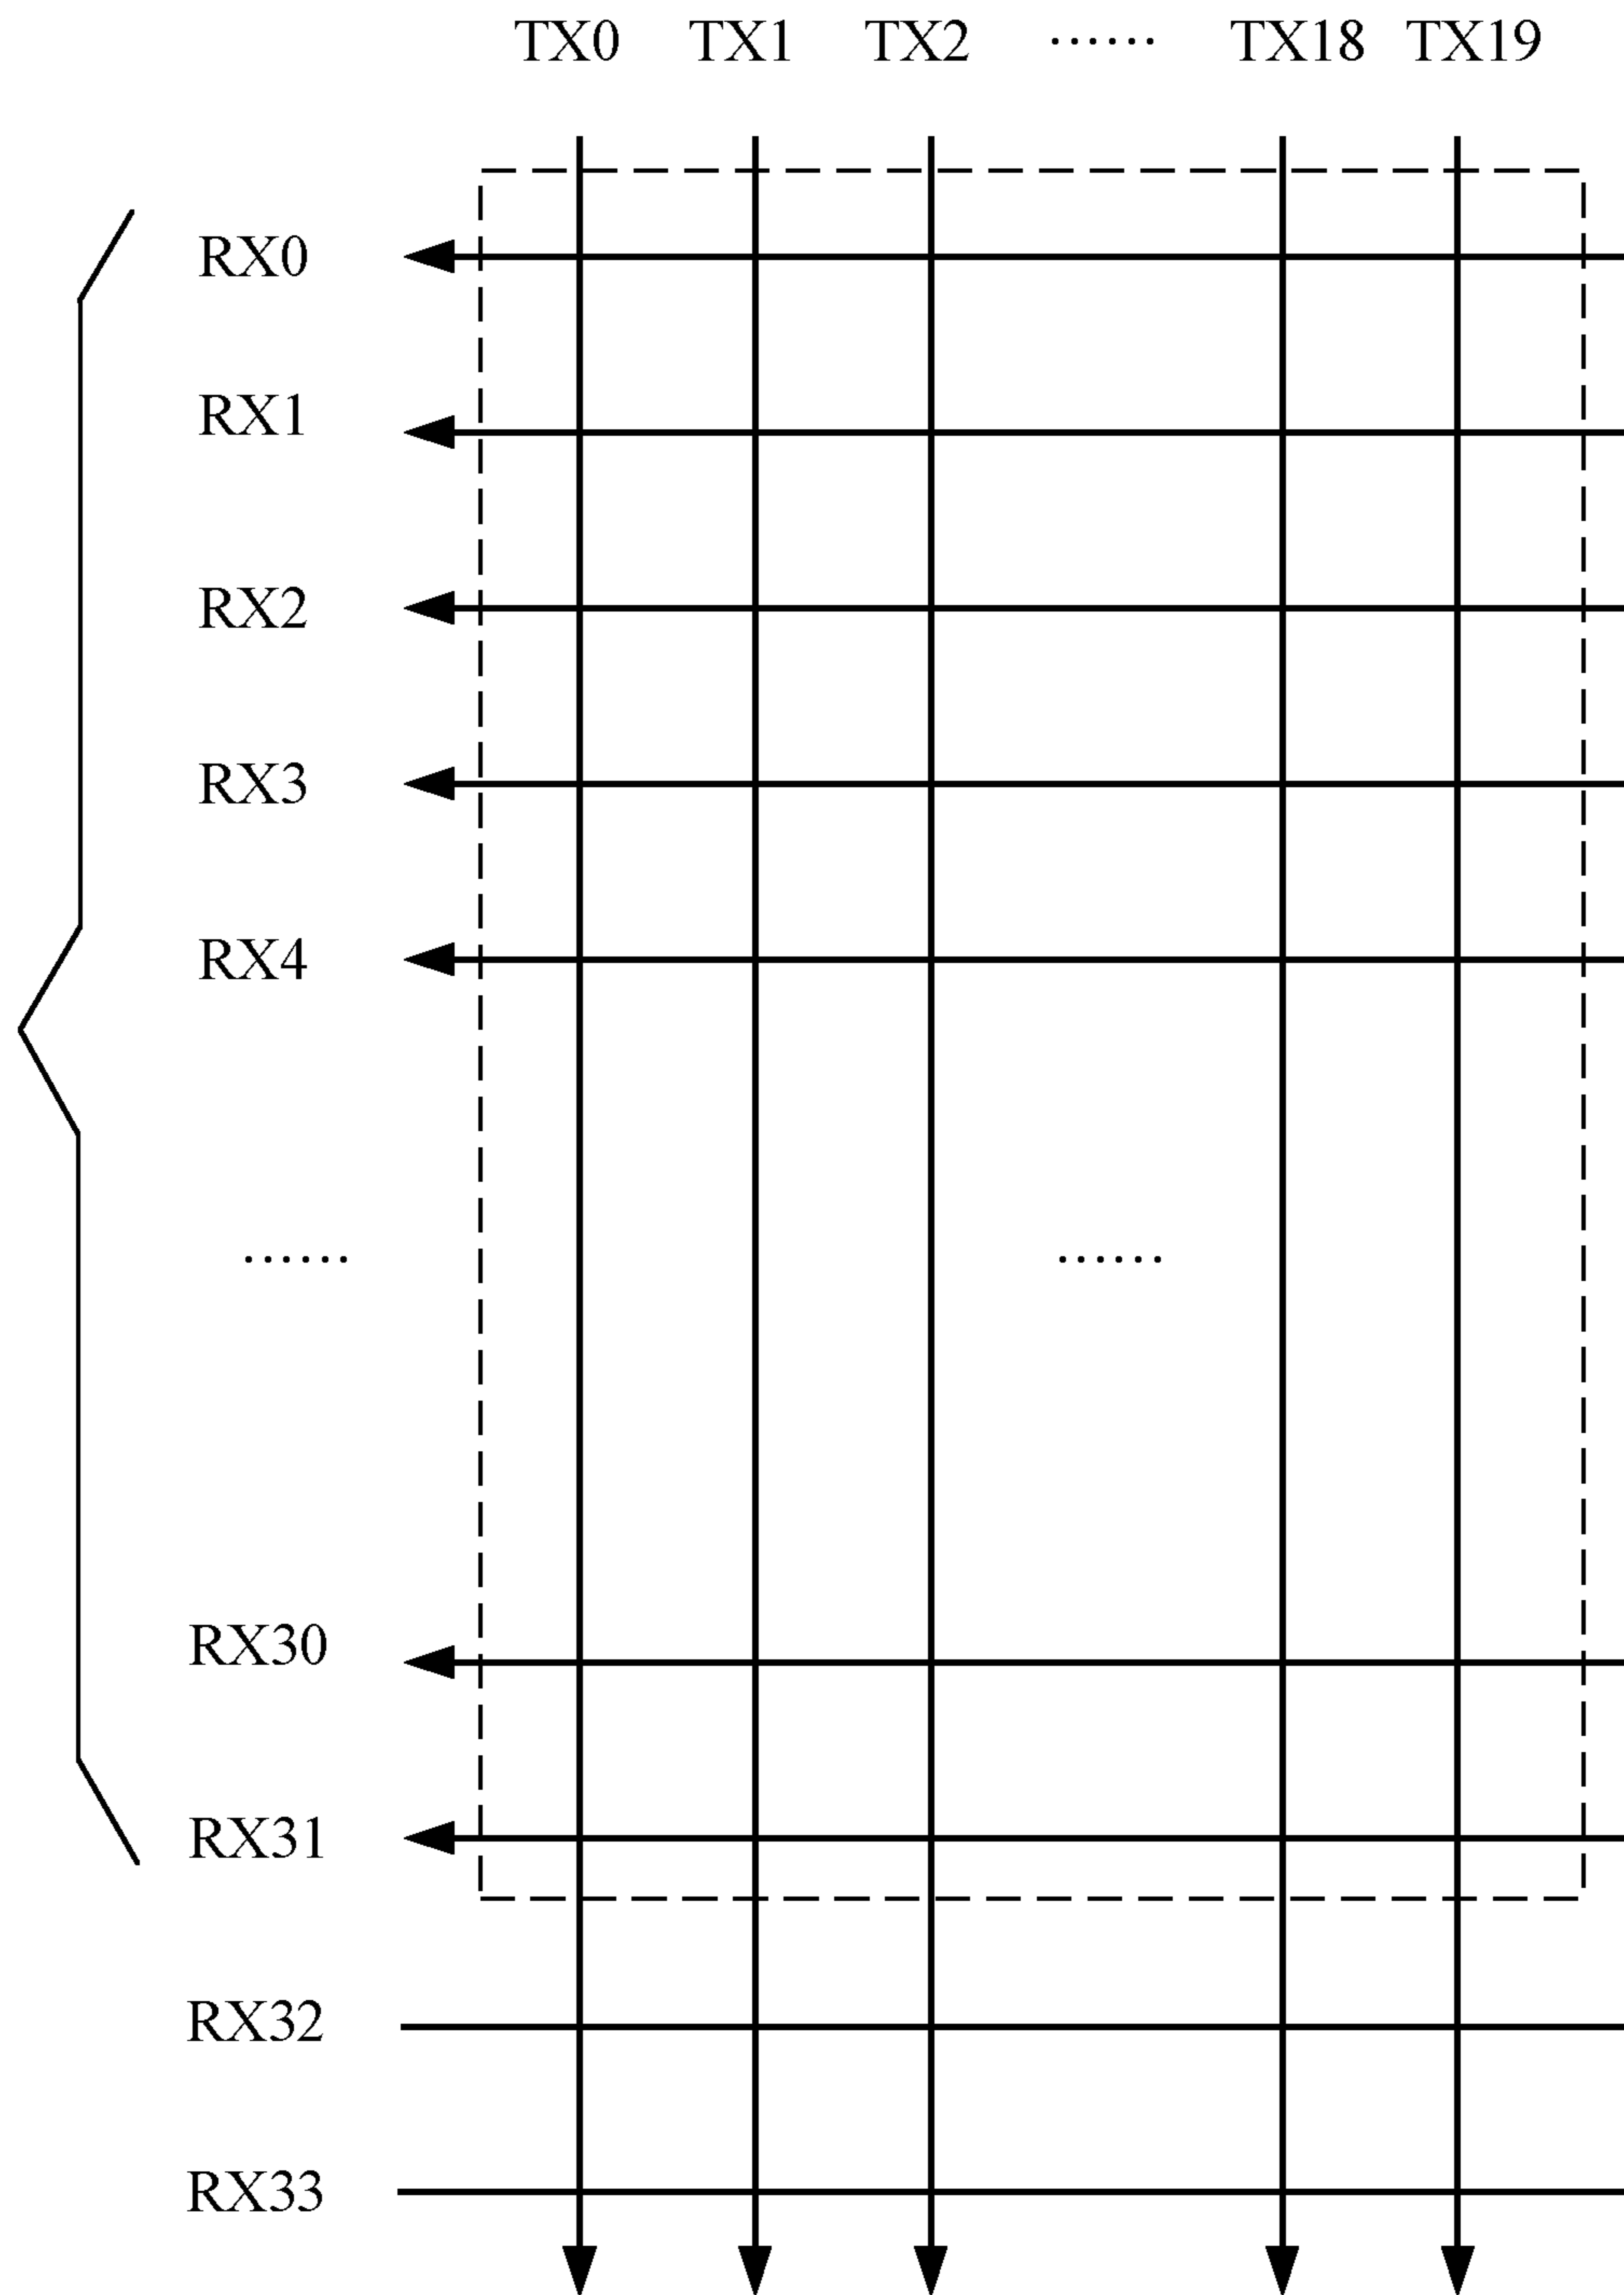 TX0 TX1 TX2 ...... TX18 TX19
RX0
RX1
RX2
RX3
RX4
...... ......
RX30
RX31
RX32
RX33